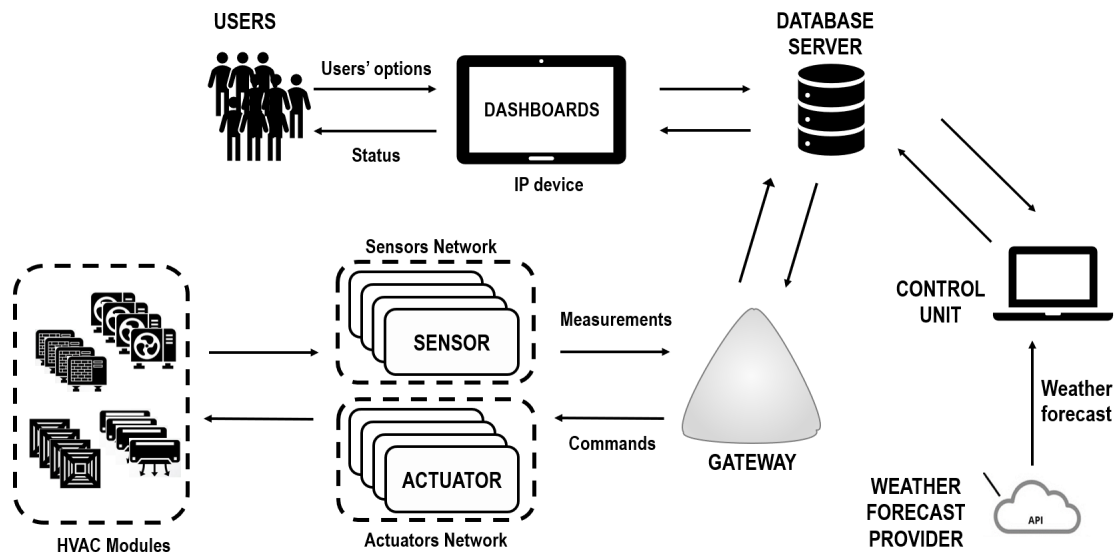 USERS
DATABASE
SERVER
Users' options
DASHBOARDS
Status
IP device
Sensors Network
SENSOR
Measurements
CONTROL
UNIT
Weather
forecast
ACTUATOR
Commands
GATEWAY
WEATHER
FORECAST
PROVIDER
API
HVAC Modules
Actuators Network